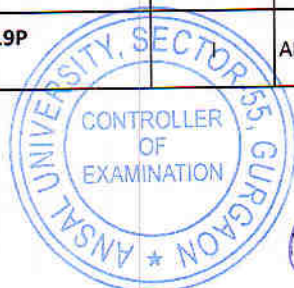 .9P
ANSAL UNIVERSITY, SECTOR 55, GURGAON ★
CONTROLLER
OF
EXAMINATION